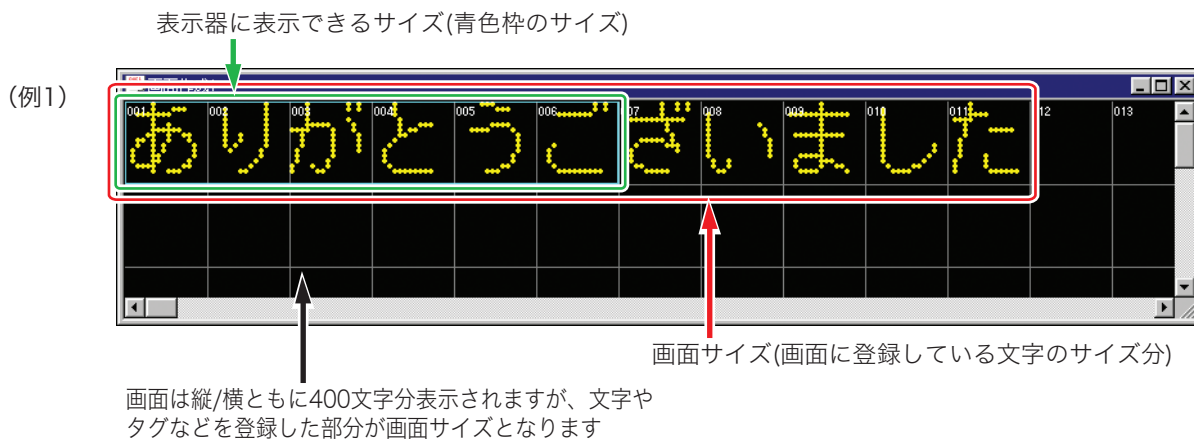 表示器に表示できるサイズ(青色枠のサイズ)
(例1)
001 002 003 004 005 006 007 008 009 010 011 012 013
ありがとうございました
画面サイズ(画面に登録している文字のサイズ分)
画面は縦/横ともに400文字分表示されますが、文字や
タグなどを登録した部分が画面サイズとなります